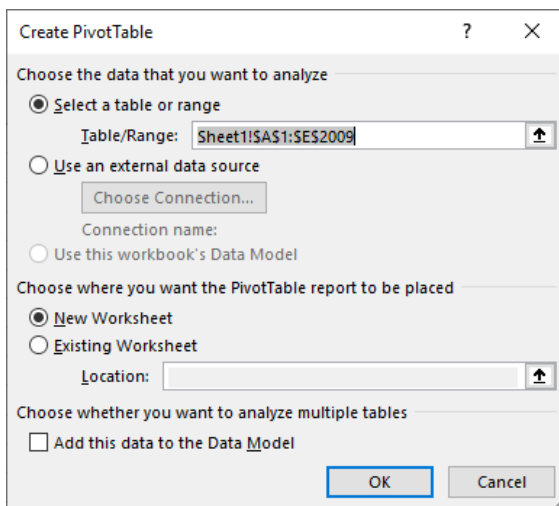 Create PivotTable ? ×
Choose the data that you want to analyze
Select a table or range
Table/Range: Sheet1!$A$1:$E$2009
Use an external data source
Choose Connection...
Connection name:
Use this workbook's Data Model
Choose where you want the PivotTable report to be placed
New Worksheet
Existing Worksheet
Location:
Choose whether you want to analyze multiple tables
Add this data to the Data Model
OK Cancel